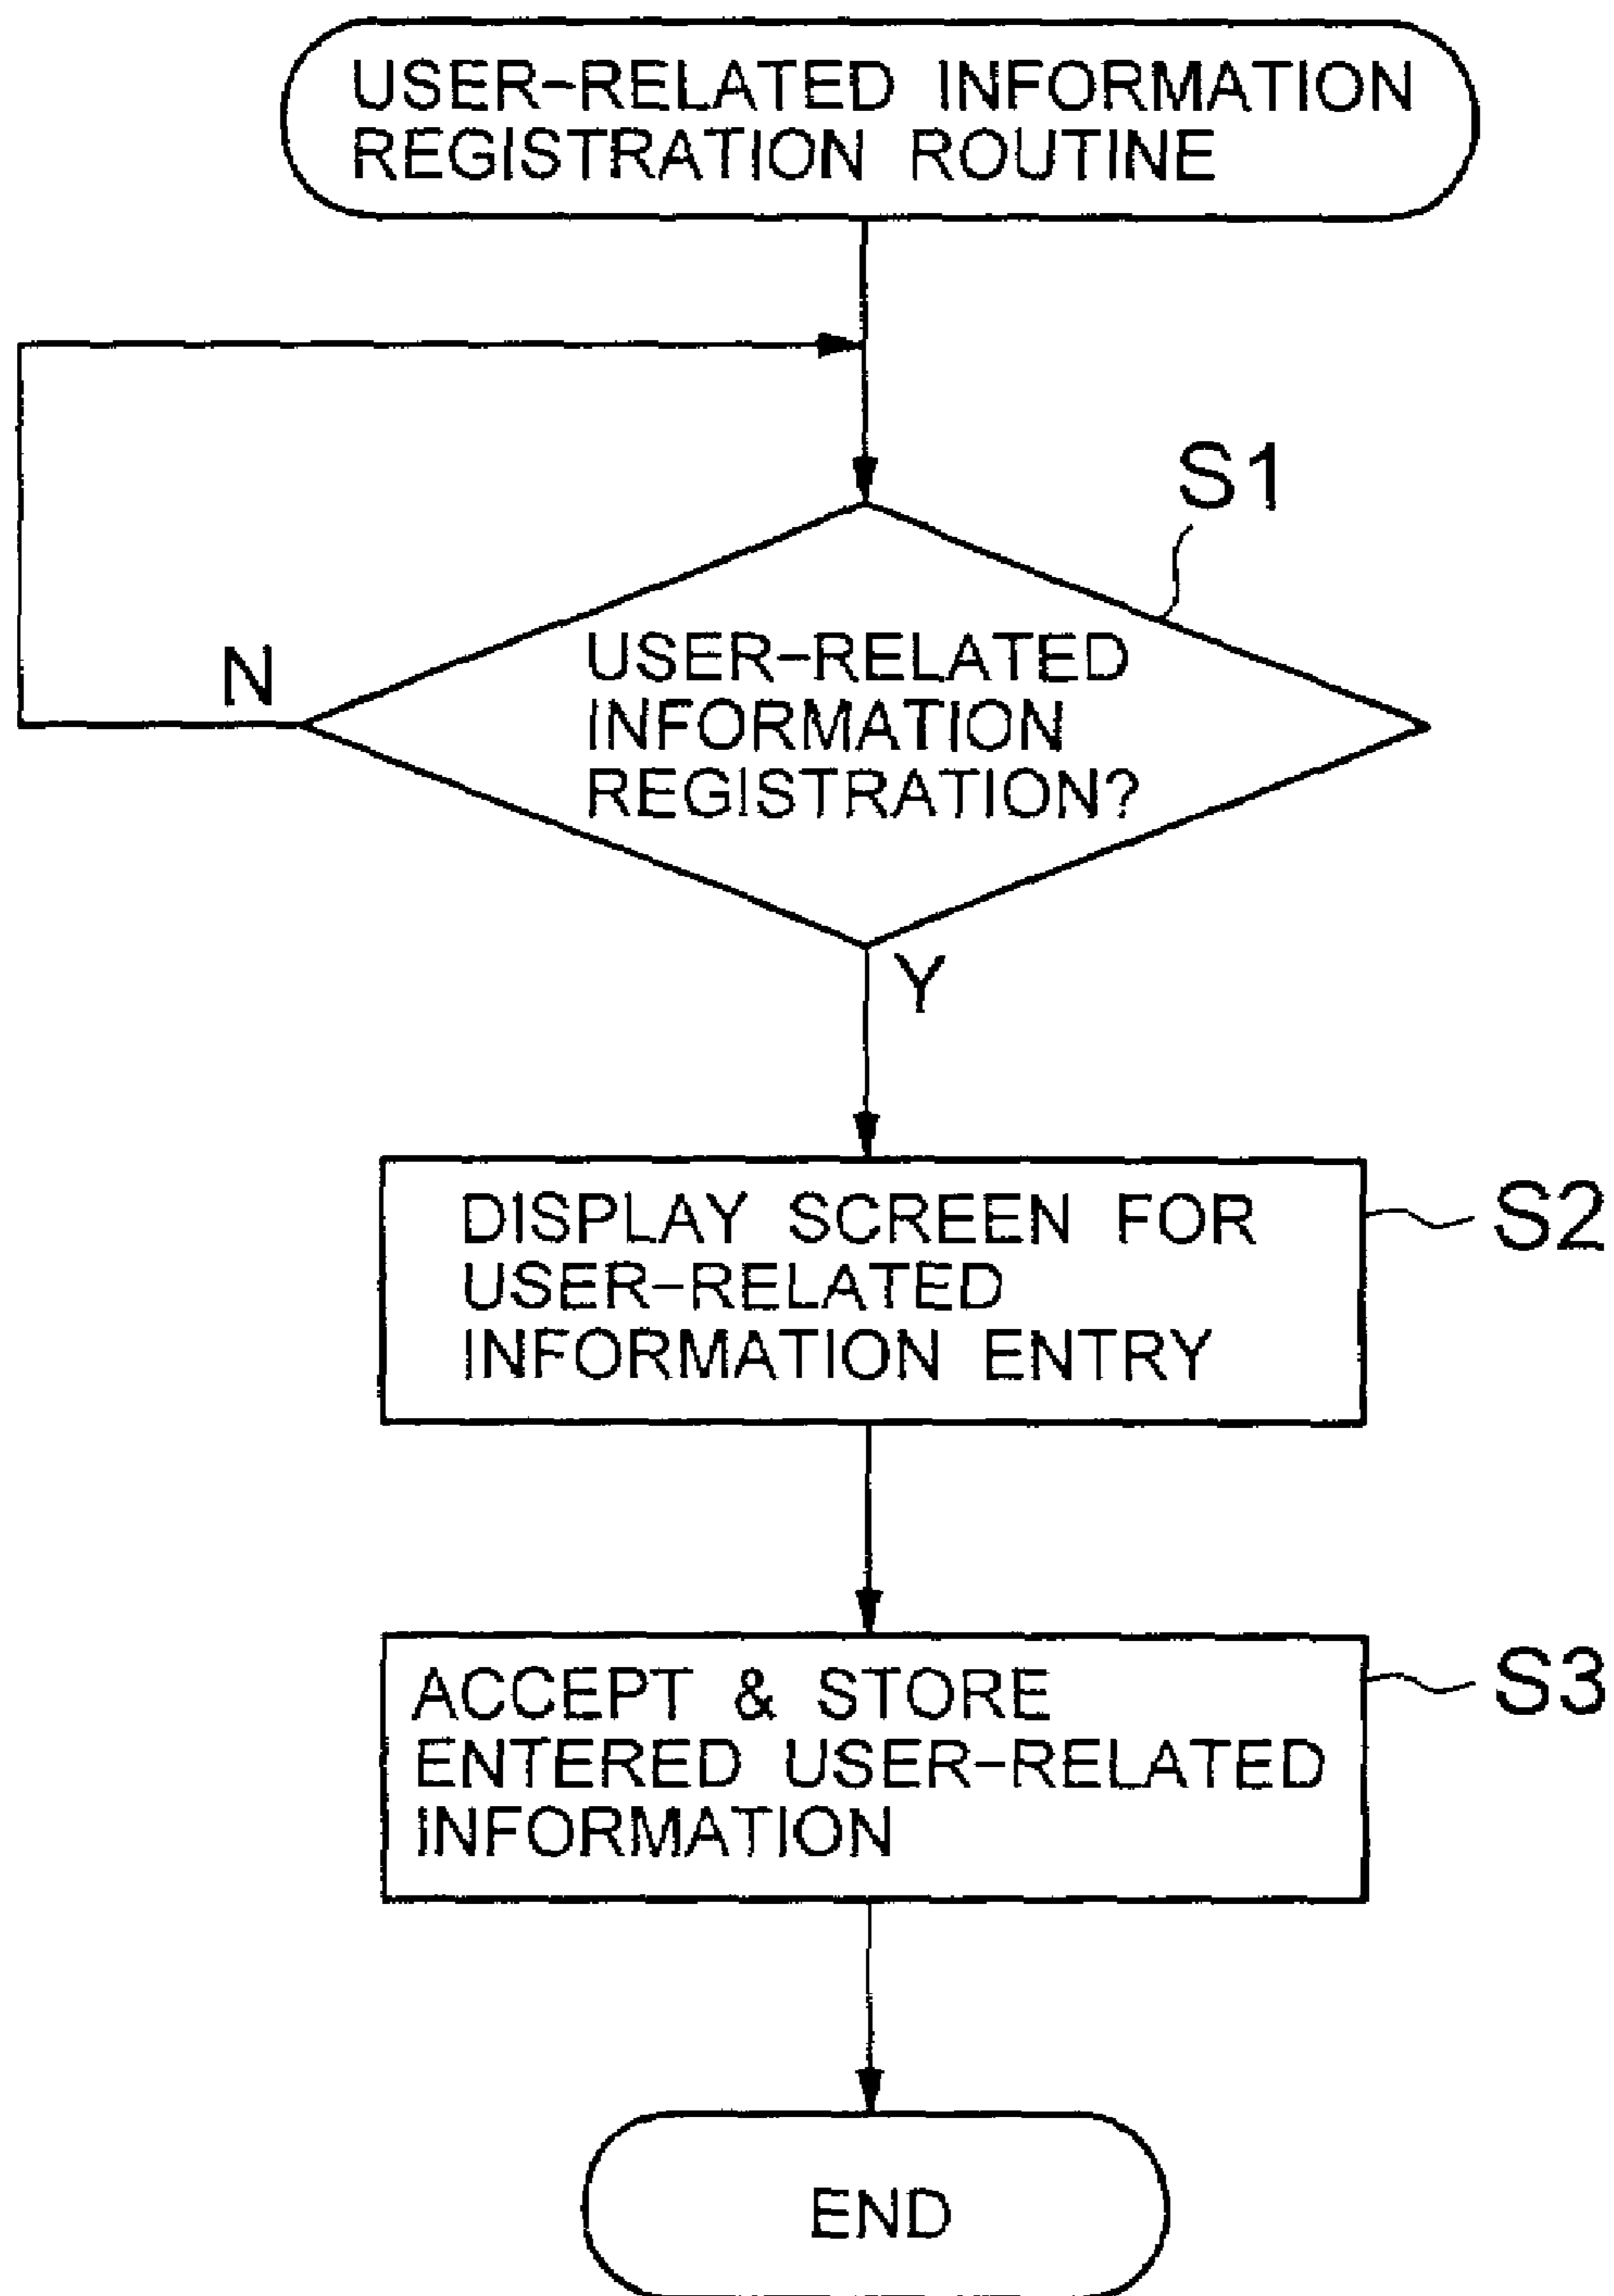 USER-RELATED INFORMATION
REGISTRATION ROUTINE
S1
N
USER-RELATED
INFORMATION
REGISTRATION?
Y
DISPLAY SCREEN FOR
USER-RELATED
INFORMATION ENTRY
S2
ACCEPT & STORE
ENTERED USER-RELATED
INFORMATION
S3
END